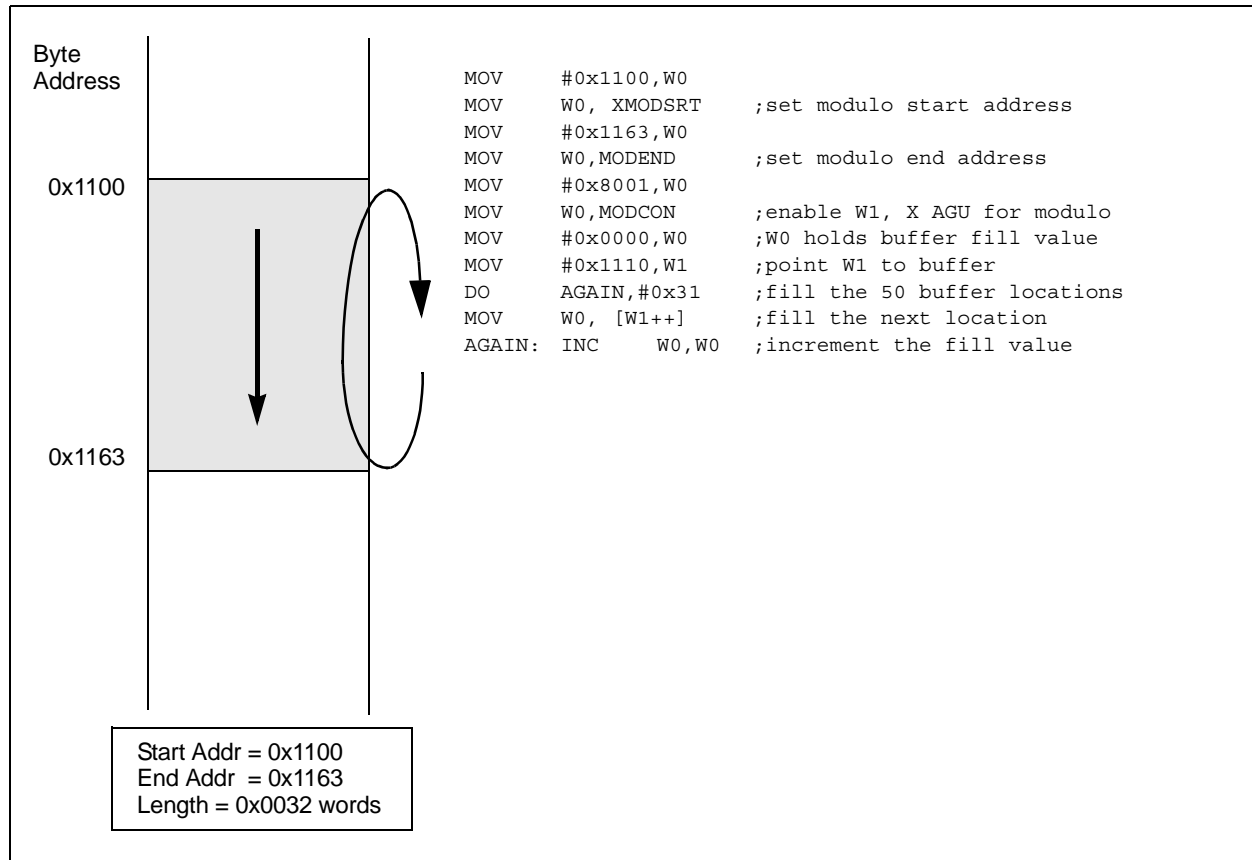 Byte
Address
0x1100
0x1163
MOV #0x1100,W0
MOV W0, XMODSRT ;set modulo start address
MOV #0x1163,W0
MOV W0,MODEND ;set modulo end address
MOV #0x8001,W0
MOV W0,MODCON ;enable W1, X AGU for modulo
MOV #0x0000,W0 ;W0 holds buffer fill value
MOV #0x1110,W1 ;point W1 to buffer
DO AGAIN,#0x31 ;fill the 50 buffer locations
MOV W0, [W1++] ;fill the next location
AGAIN: INC W0,W0 ;increment the fill value
Start Addr = 0x1100
End Addr = 0x1163
Length = 0x0032 words